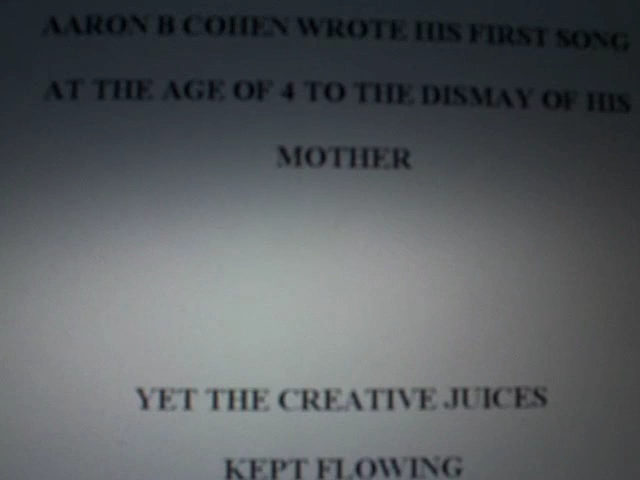 AARON B COHEN WROTE HIS FIRST SONG
AT THE AGE OF 4 TO THE DISMAY OF HIS
MOTHER
YET THE CREATIVE JUICES
KEPT FLOWING